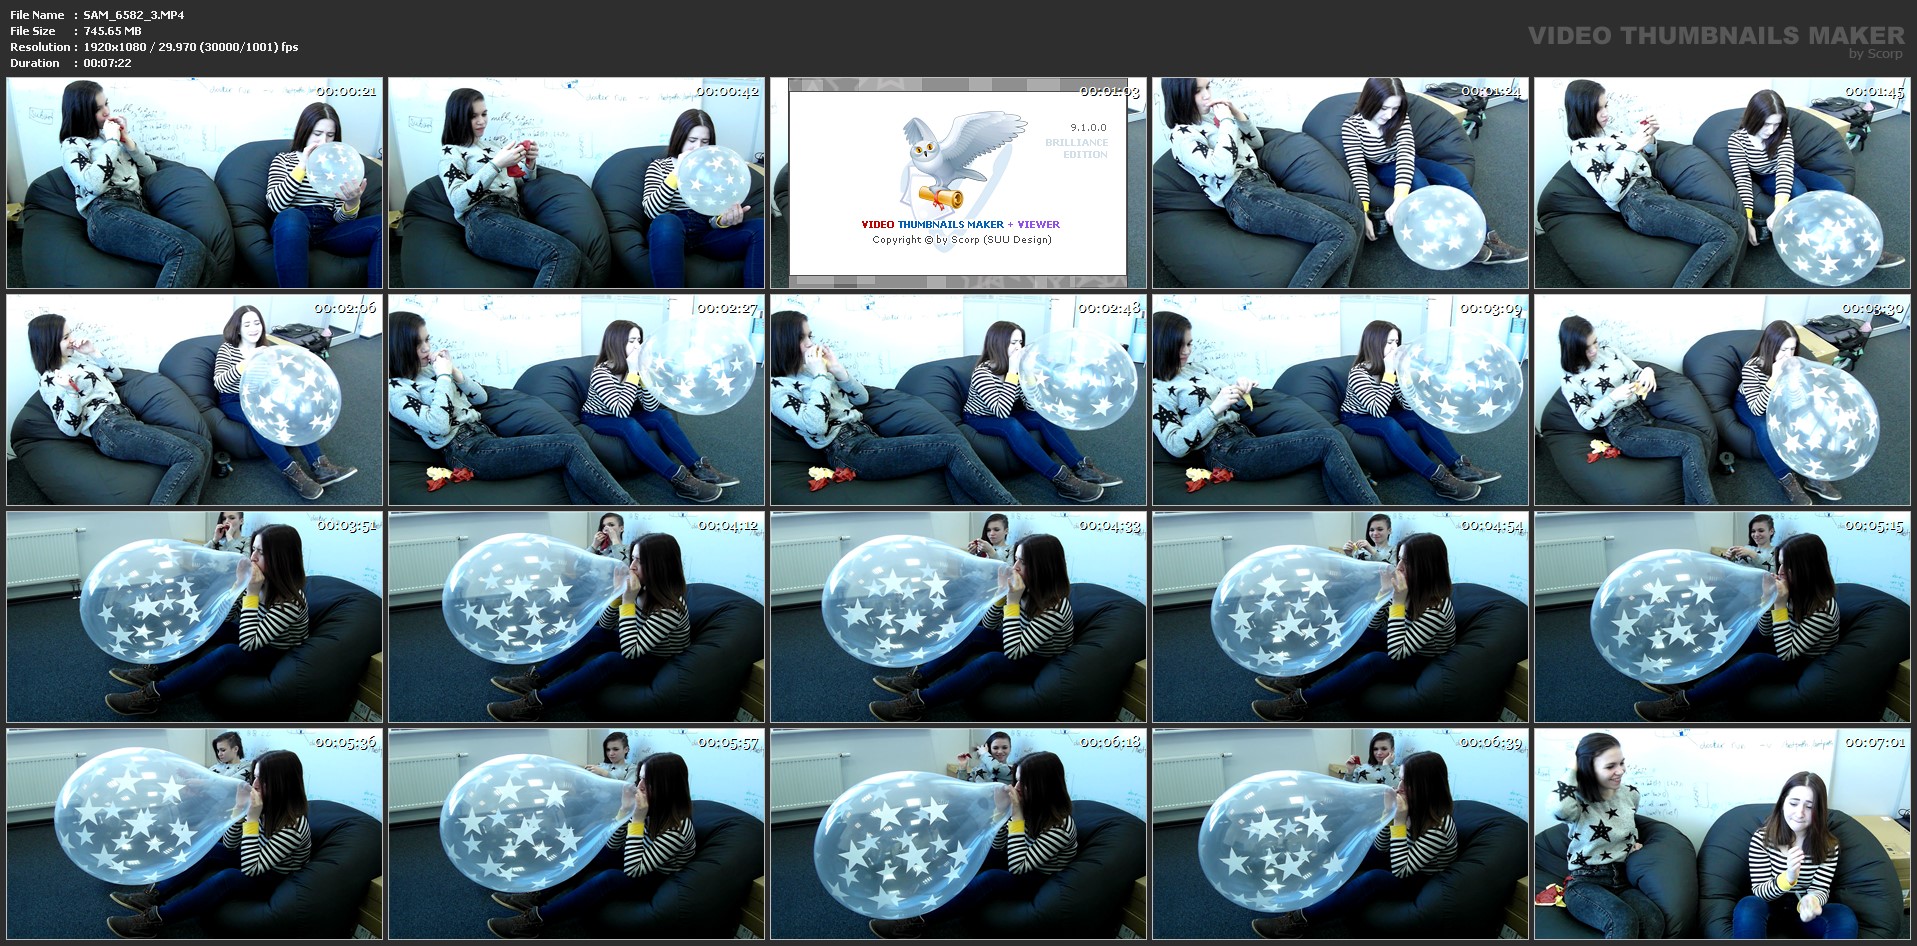 File Name : SAM_6582_3.MP4
File Size : 745.65 MB
Resolution : 1920x1080 / 29.970 (30000/1001) fps
Duration : 00:07:22
VIDEO THUMBNAILS MAKER
by Scorp
00:00:21
00:00:42
00:01:03
9.1.0.0
BRILLIANCE
EDITION
VIDEO THUMBNAILS MAKER + VIEWER
Copyright © by Scorp (SUU Design)
00:01:24
00:01:45
00:02:06
00:02:27
00:02:48
00:03:09
00:03:30
00:03:51
00:04:12
00:04:33
00:04:54
00:05:15
00:05:36
00:05:57
00:06:18
00:06:39
00:07:01